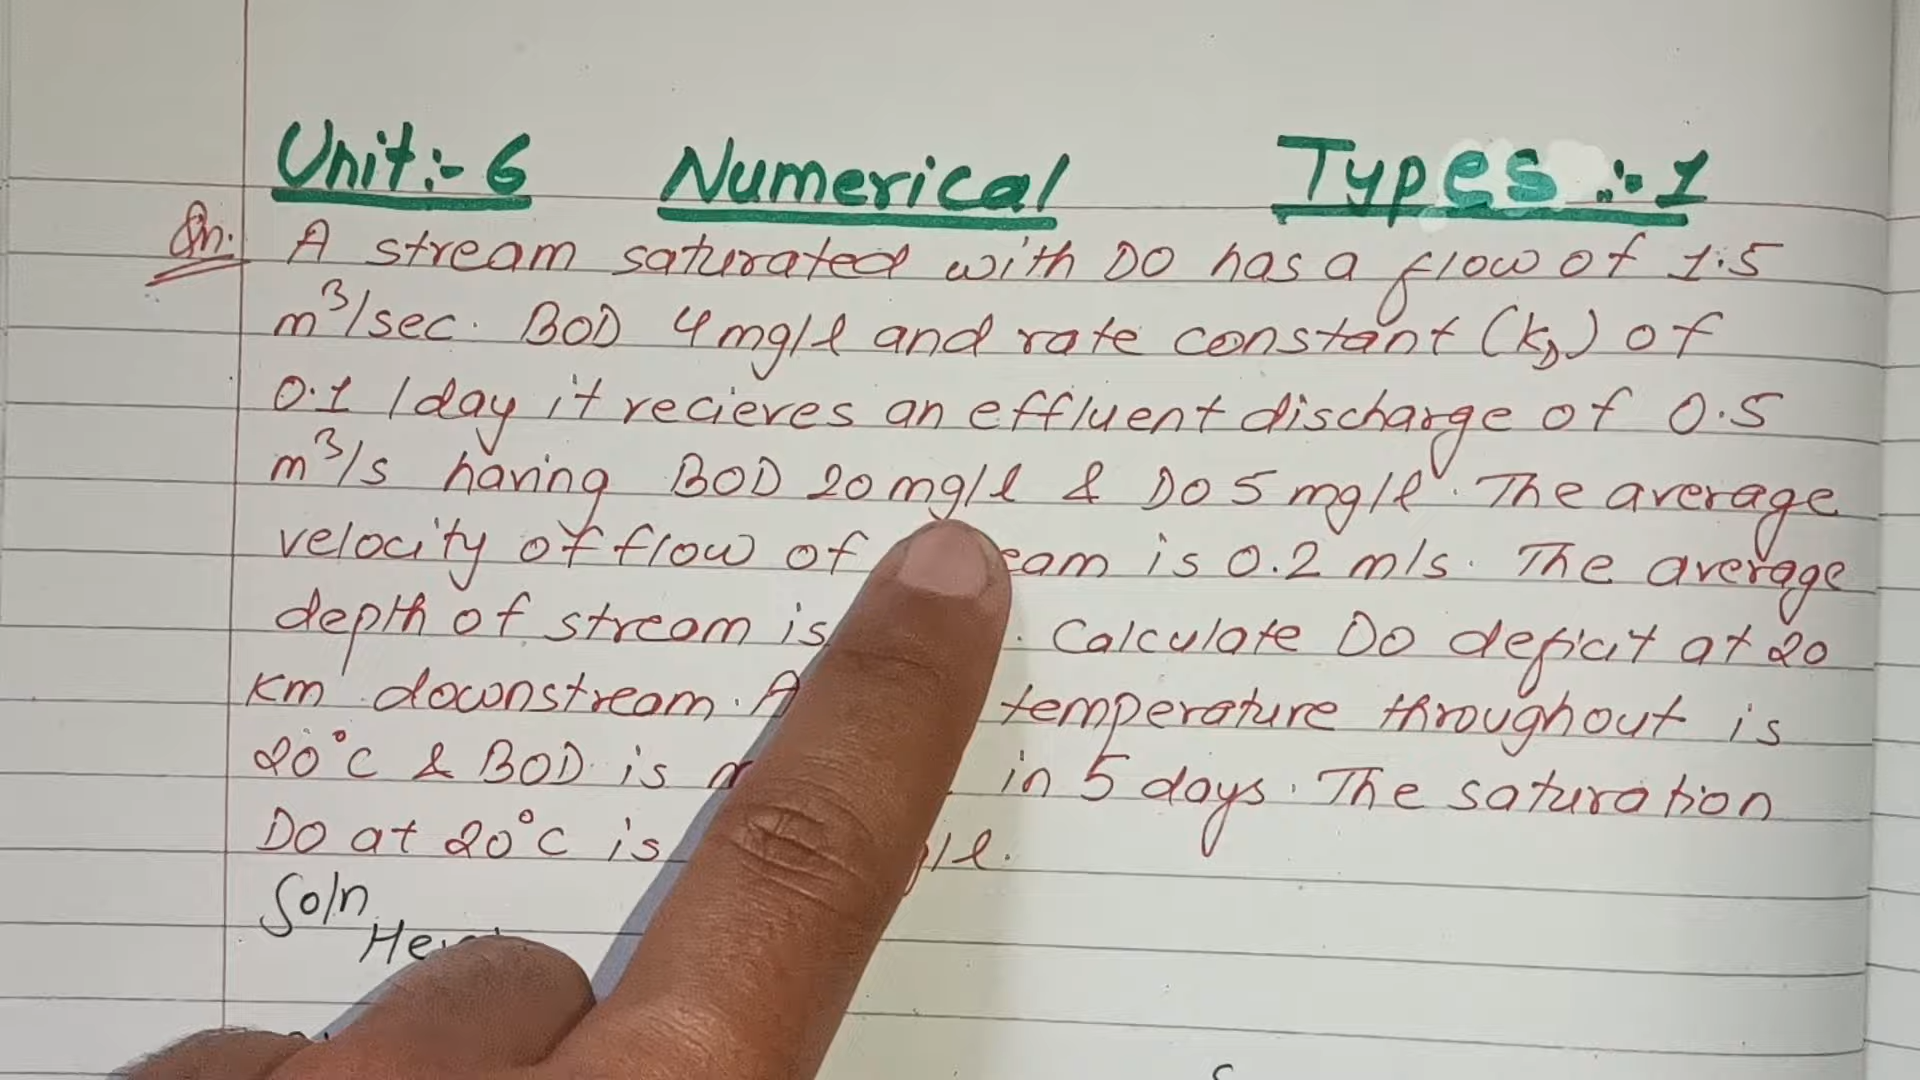 Unit:- 6 Numerical Types :- 1
Qn. A stream saturated with DO has a flow of 1.5
m³/sec. BOD 4 mg/l and rate constant (kD) of
0.1 /day it recieves an effluent discharge of 0.5
m³/s having BOD 20 mg/l & DO 5 mg/l. The average
velocity of flow of is 0.2 m/s. The average
depth of stream is . Calculate DO deficit at 20
km downstream. temperature throughout is
20°C & BOD is in 5 days. The saturation
DO at 20°C is
Soln